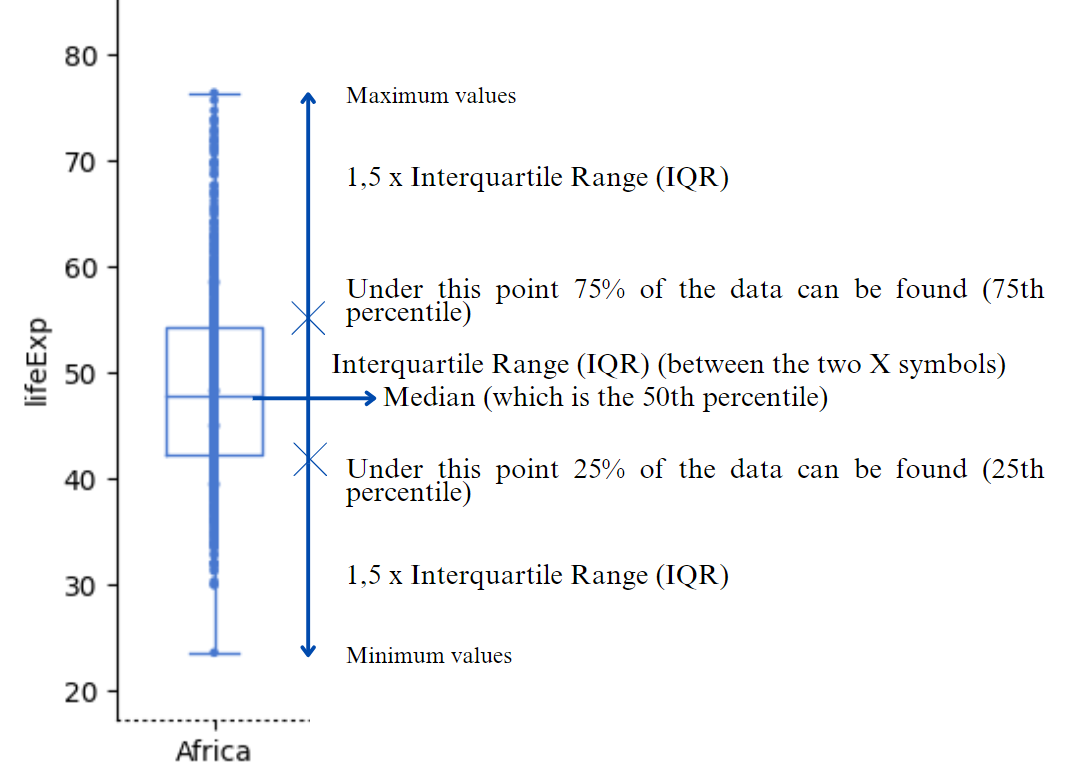 80
Maximum values
70
1,5 x Interquartile Range (IQR)
60
Under this point 75% of the data can be found (75th
percentile)
lifeExp
50
Interquartile Range (IQR) (between the two X symbols)
Median (which is the 50th percentile)
40
Under this point 25% of the data can be found (25th
percentile)
30
1,5 x Interquartile Range (IQR)
Minimum values
20
Africa